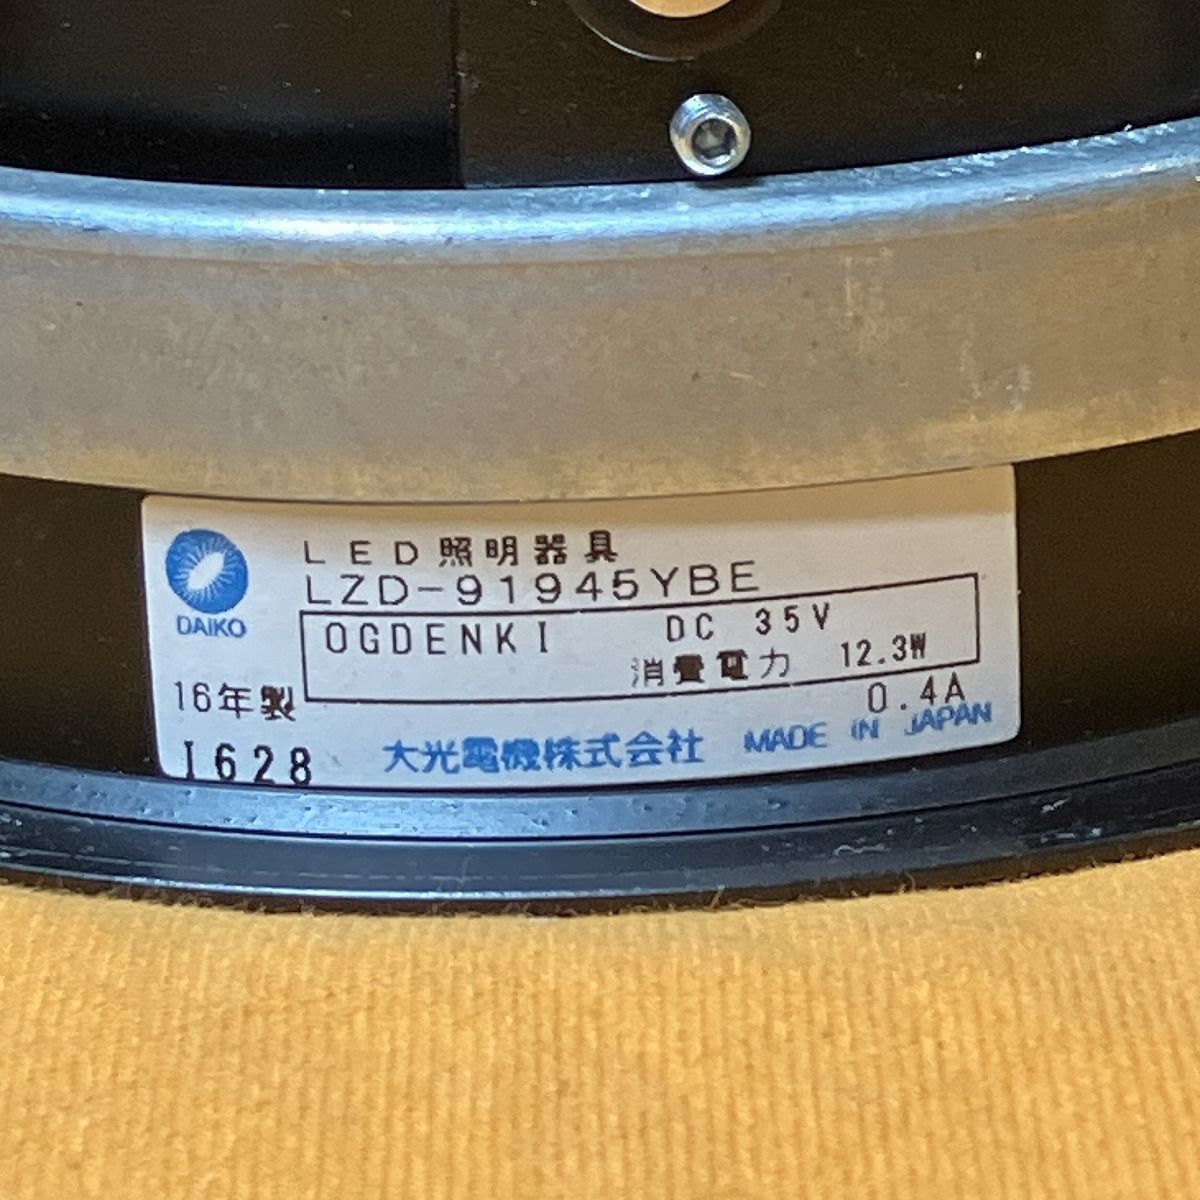 DAIKO
LED照明器具
LZD-91945YBE
OGDENKI DC 35V
消費電力 12.3W
0.4A
16年製
I628
大光電機株式会社 MADE IN JAPAN